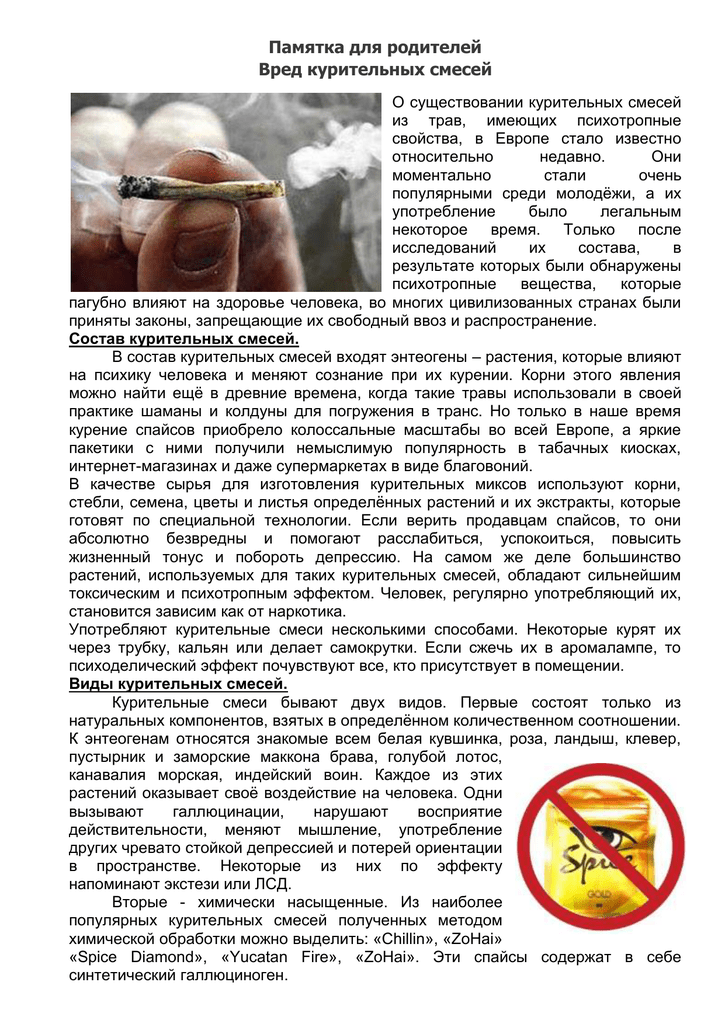 Памятка для родителей
Вред курительных смесей
О существовании курительных смесей
из трав, имеющих психотропные
свойства, в Европе стало известно
относительно недавно. Они
моментально стали очень
популярными среди молодёжи, а их
употребление было легальным
некоторое время. Только после
исследований их состава, в
результате которых были обнаружены
психотропные вещества, которые
пагубно влияют на здоровье человека, во многих цивилизованных странах были
приняты законы, запрещающие их свободный ввоз и распространение.
Состав курительных смесей.
В состав курительных смесей входят энтеогены – растения, которые влияют
на психику человека и меняют сознание при их курении. Корни этого явления
можно найти ещё в древние времена, когда такие травы использовали в своей
практике шаманы и колдуны для погружения в транс. Но только в наше время
курение спайсов приобрело колоссальные масштабы во всей Европе, а яркие
пакетики с ними получили немыслимую популярность в табачных киосках,
интернет-магазинах и даже супермаркетах в виде благовоний.
В качестве сырья для изготовления курительных миксов используют корни,
стебли, семена, цветы и листья определённых растений и их экстракты, которые
готовят по специальной технологии. Если верить продавцам спайсов, то они
абсолютно безвредны и помогают расслабиться, успокоиться, повысить
жизненный тонус и побороть депрессию. На самом же деле большинство
растений, используемых для таких курительных смесей, обладают сильнейшим
токсическим и психотропным эффектом. Человек, регулярно употребляющий их,
становится зависим как от наркотика.
Употребляют курительные смеси несколькими способами. Некоторые курят их
через трубку, кальян или делает самокрутки. Если сжечь их в аромалампе, то
психоделический эффект почувствуют все, кто присутствует в помещении.
Виды курительных смесей.
Курительные смеси бывают двух видов. Первые состоят только из
натуральных компонентов, взятых в определённом количественном соотношении.
К энтеогенам относятся знакомые всем белая кувшинка, роза, ландыш, клевер,
пустырник и заморские маккона брава, голубой лотос,
канавалия морская, индейский воин. Каждое из этих
растений оказывает своё воздействие на человека. Одни
вызывают галлюцинации, нарушают восприятие
действительности, меняют мышление, употребление
других чревато стойкой депрессией и потерей ориентации
в пространстве. Некоторые из них по эффекту
напоминают экстези или ЛСД.
Spice
GOLD
Вторые - химически насыщенные. Из наиболее
популярных курительных смесей полученных методом
химической обработки можно выделить: «Chillin», «ZoHai»
«Spice Diamond», «Yucatan Fire», «ZoHai». Эти спайсы содержат в себе
синтетический галлюциноген.